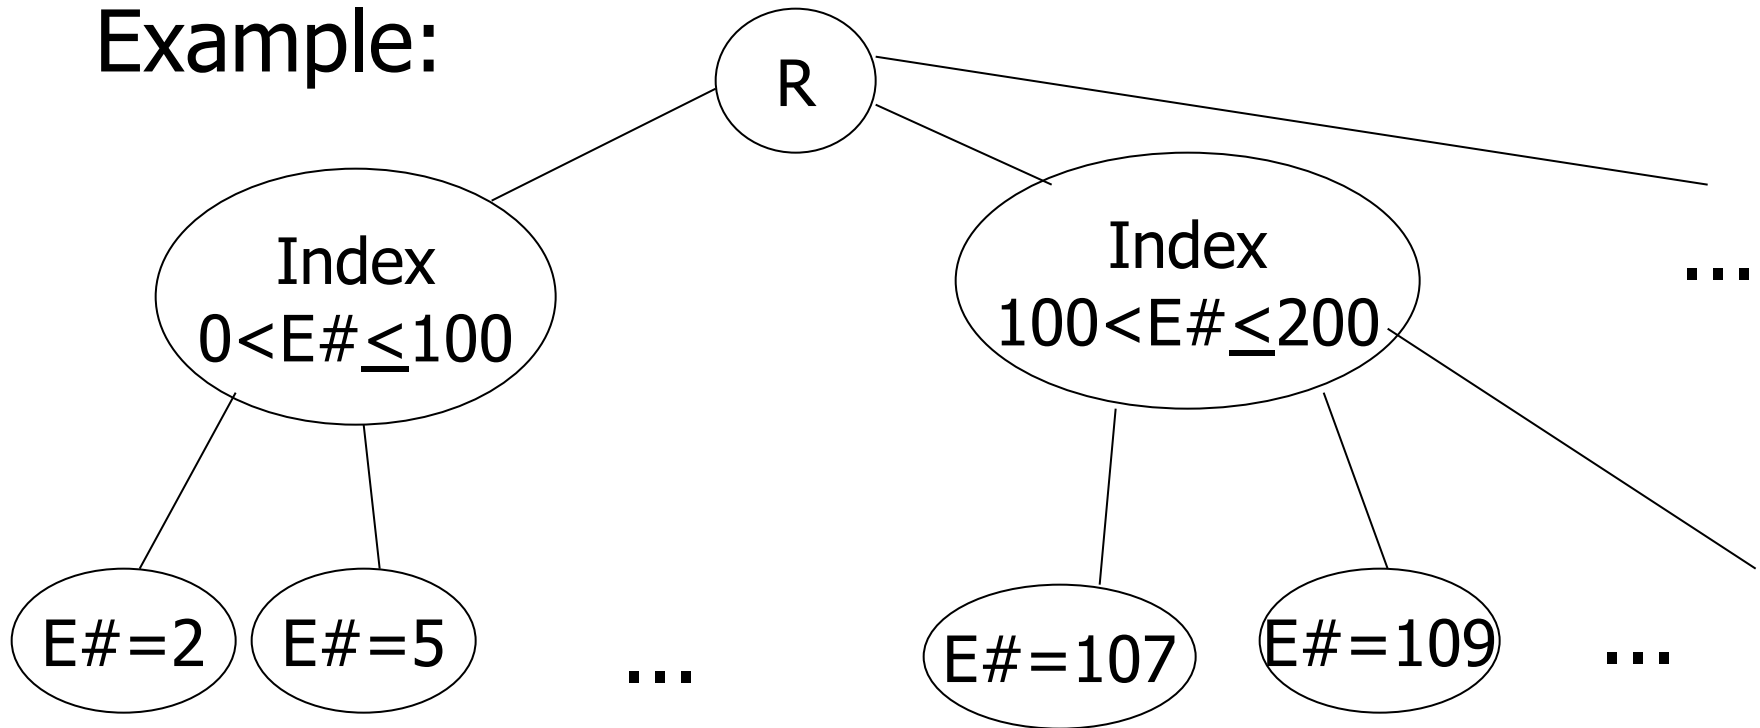 Example:
R
Index
0<E#<100
Index
100<E#<200
...
E#=2
E#=5
...
E#=107
E#=109
...